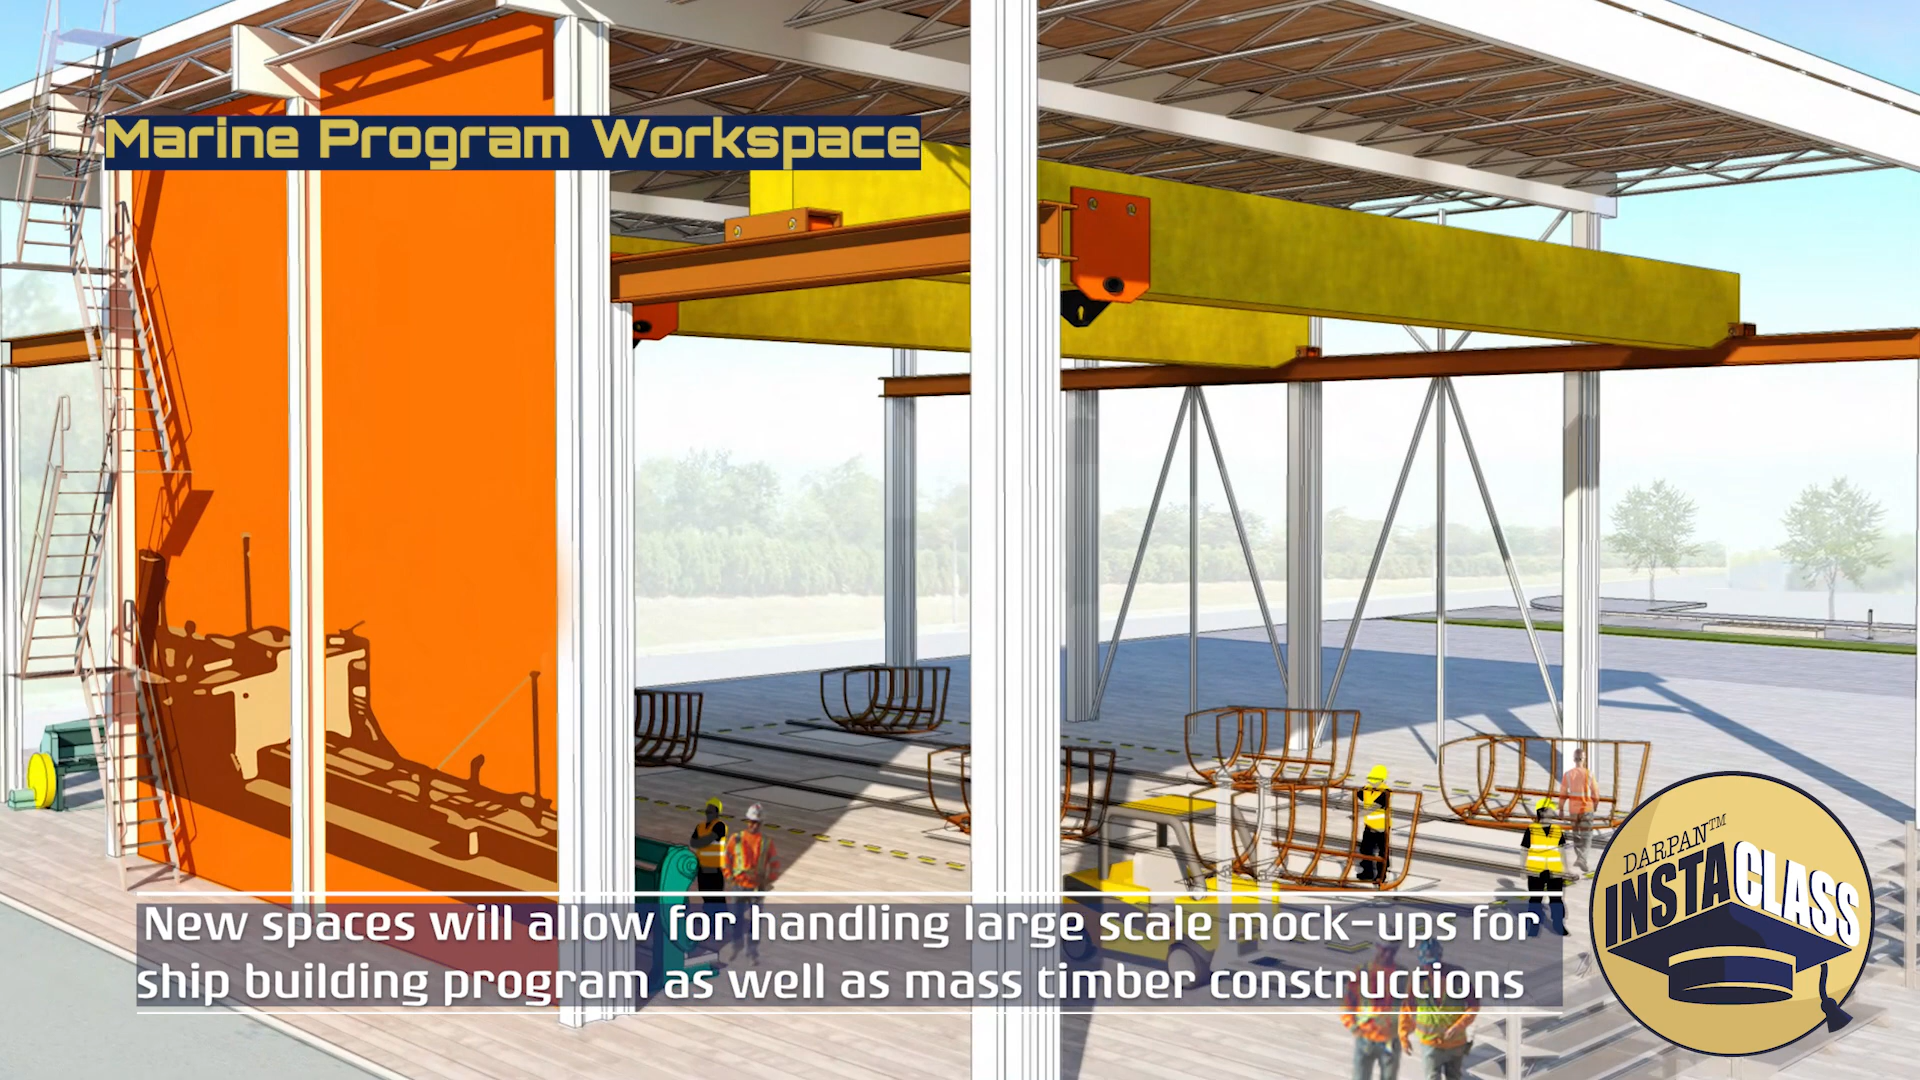 Marine Program Workspace
New spaces will allow for handling large scale mock-ups for
ship building program as well as mass timber constructions
DARPAN™
INSTACLASS